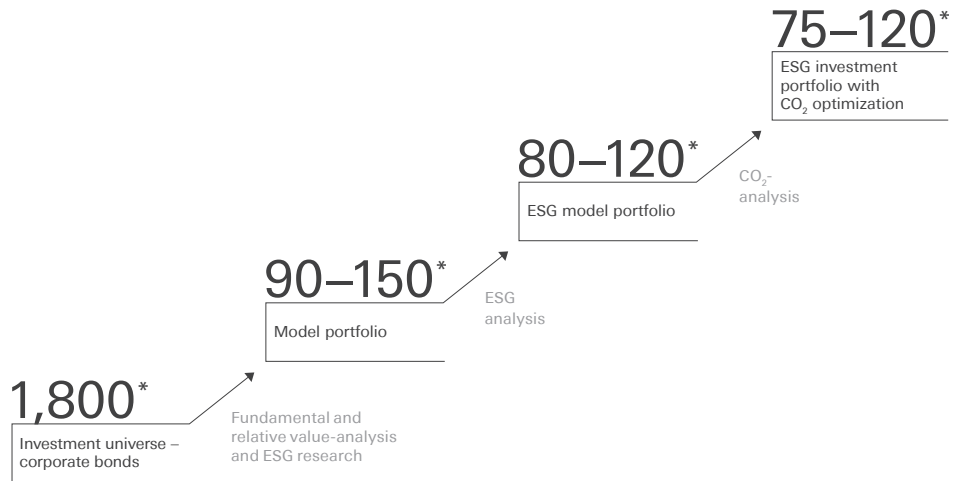 1,800*
Investment universe –
corporate bonds
Fundamental and
relative value-analysis
and ESG research
90–150*
Model portfolio
ESG
analysis
80–120*
ESG model portfolio
CO₂-
analysis
75–120*
ESG investment
portfolio with
CO₂ optimization